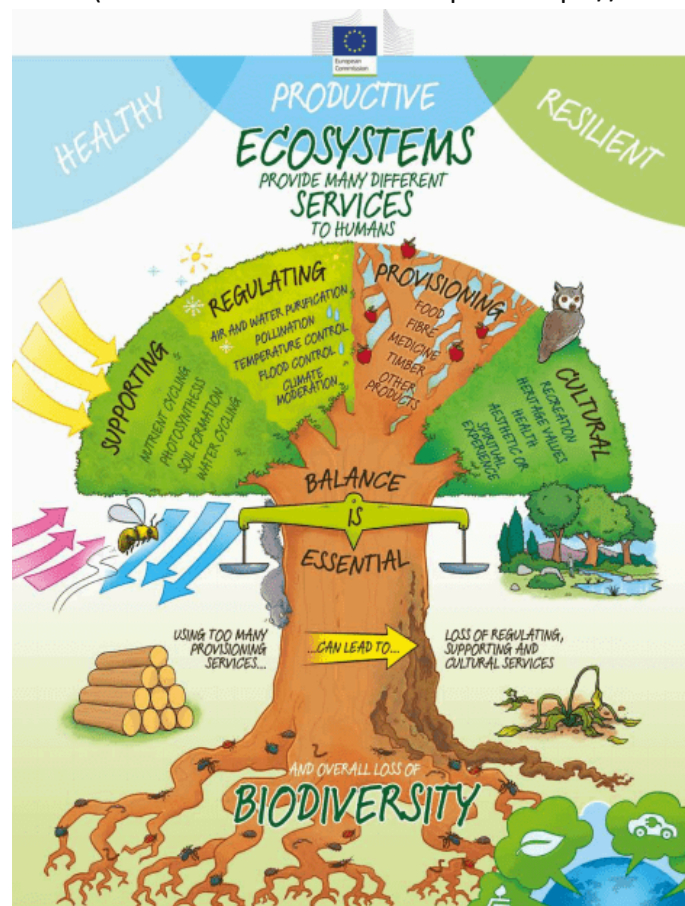 European
Commission
HEALTHY
PRODUCTIVE
RESILIENT
ECOSYSTEMS
PROVIDE MANY DIFFERENT
SERVICES
TO HUMANS
SUPPORTING
NUTRIENT CYCLING
PHOTOSYNTHESIS
SOIL FORMATION
WATER CYCLING
REGULATING
AIR AND WATER PURIFICATION
POLLINATION
TEMPERATURE CONTROL
FLOOD CONTROL
CLIMATE
MODERATION
PROVISIONING
FOOD
FIBRE
MEDICINE
TIMBER
OTHER
PRODUCTS
CULTURAL
RECREATION
HERITAGE VALUES
HEALTH
AESTHETIC OR
SPIRITUAL
EXPERIENCE
BALANCE
IS
ESSENTIAL
USING TOO MANY
PROVISIONING
SERVICES...
...CAN LEAD TO...
LOSS OF REGULATING,
SUPPORTING AND
CULTURAL SERVICES
AND OVERALL LOSS OF
BIODIVERSITY